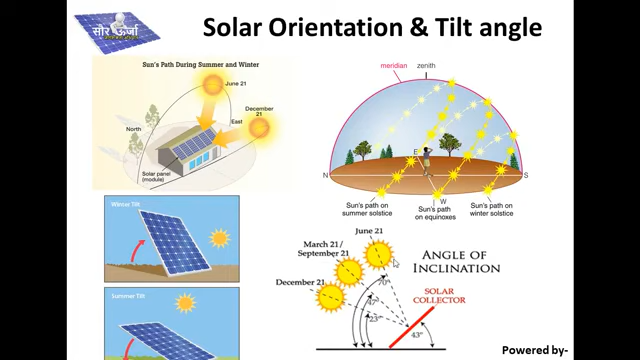 सौर ऊर्जा
Solar Orientation & Tilt angle
Sun's Path During Summer and Winter
June 21
December
21
North
East
Solar panel
(module)
meridian
zenith
E
N
S
W
Sun's path on
summer solstice
Sun's path
on equinoxes
Sun's path on
winter solstice
Winter Tilt
Summer Tilt
June 21
March 21/
September 21
December 21
70°
47°
23°
43°
ANGLE OF
INCLINATION
SOLAR
COLLECTOR
Powered by-